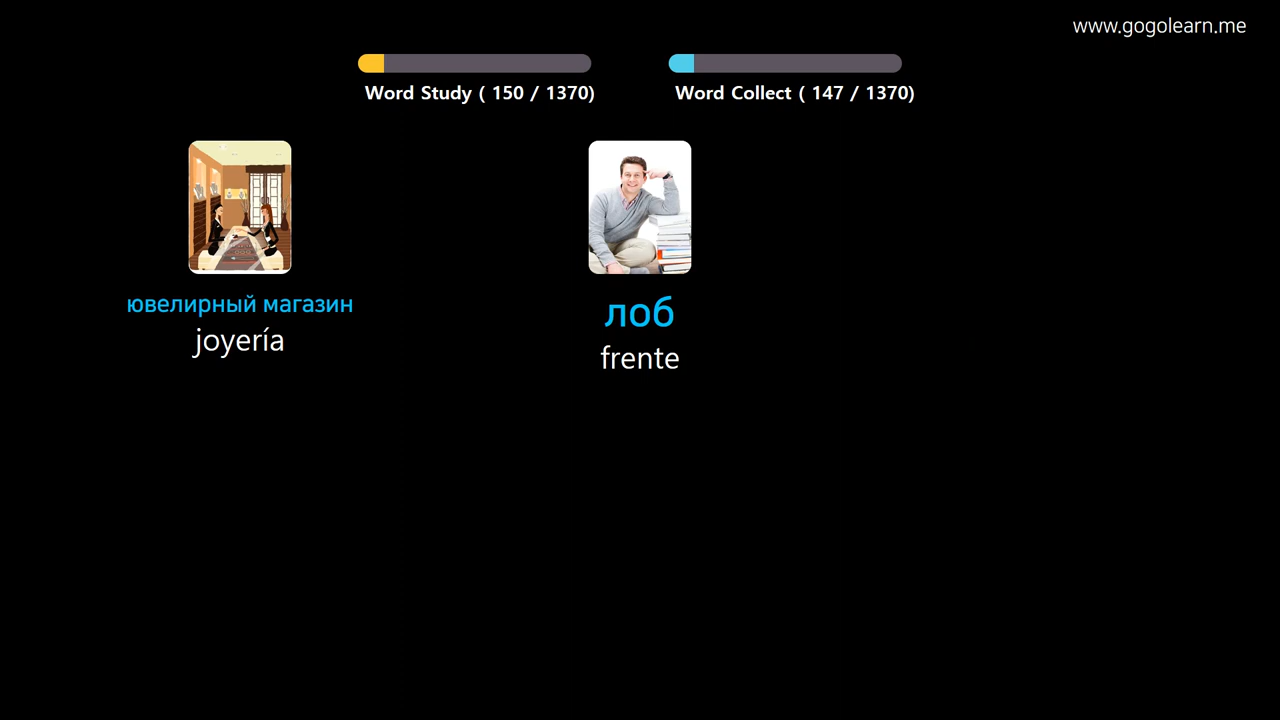 www.gogolearn.me
Word Study ( 150 / 1370)
Word Collect ( 147 / 1370)
ювелирный магазин
joyería
лоб
frente